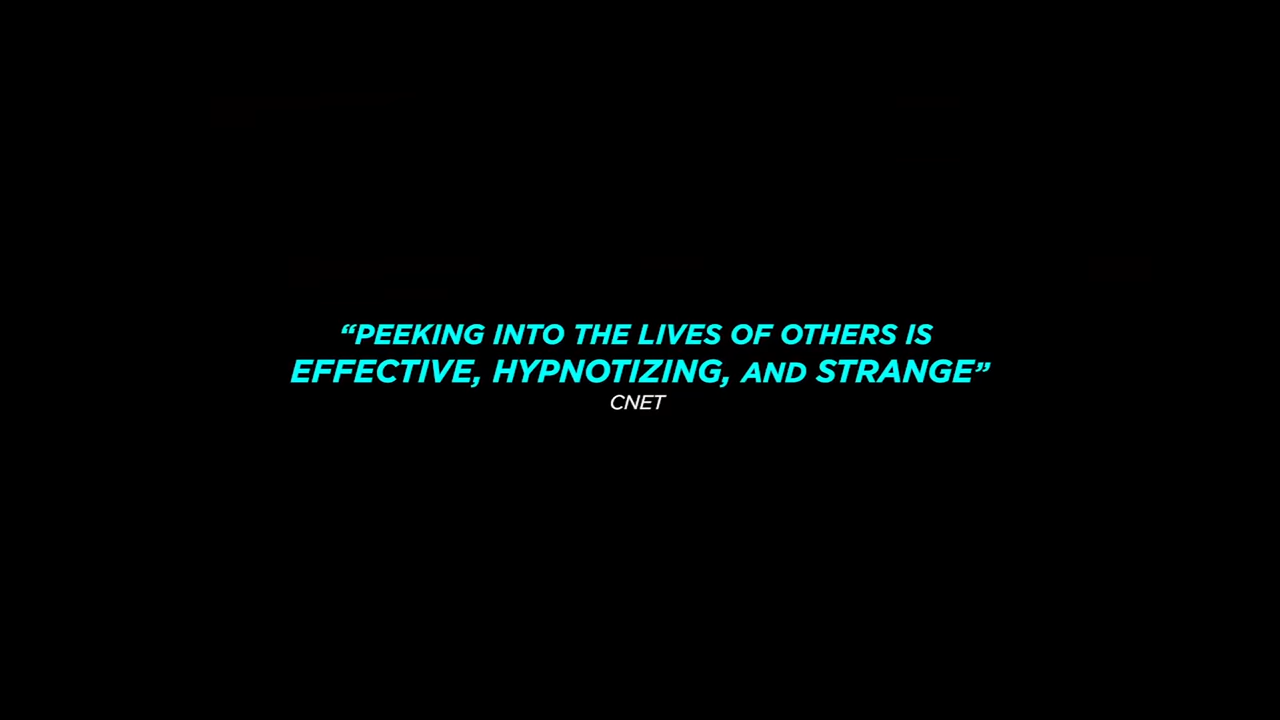 “PEEKING INTO THE LIVES OF OTHERS IS
EFFECTIVE, HYPNOTIZING, AND STRANGE”
CNET